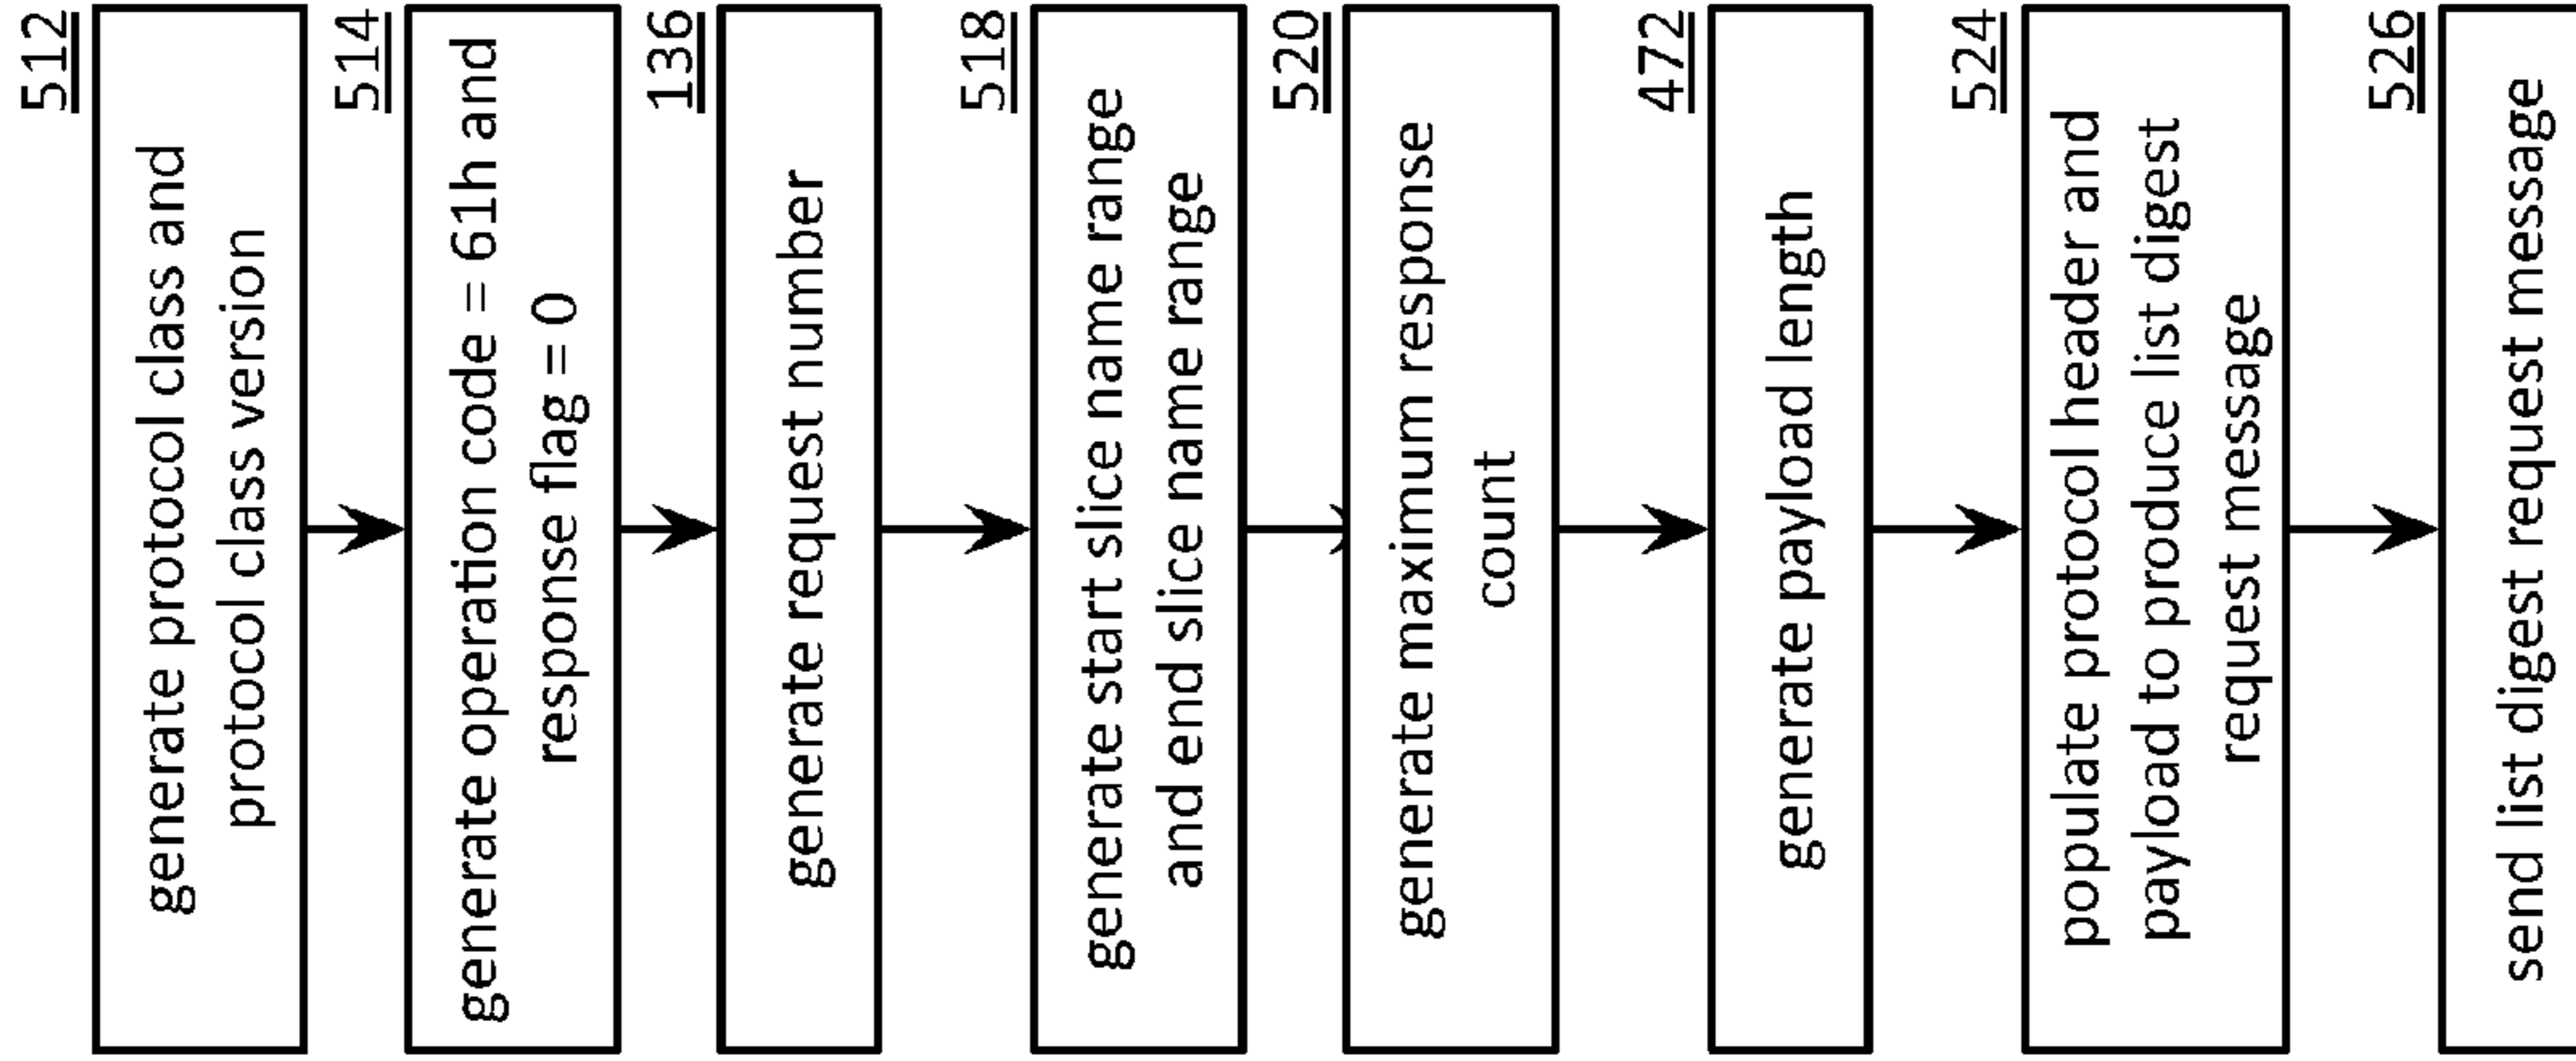 512
generate protocol class and
protocol class version
514
generate operation code = 61h and
response flag = 0
136
generate request number
518
generate start slice name range
and end slice name range
520
generate maximum response
count
472
generate payload length
524
populate protocol header and
payload to produce list digest
request message
526
send list digest request message